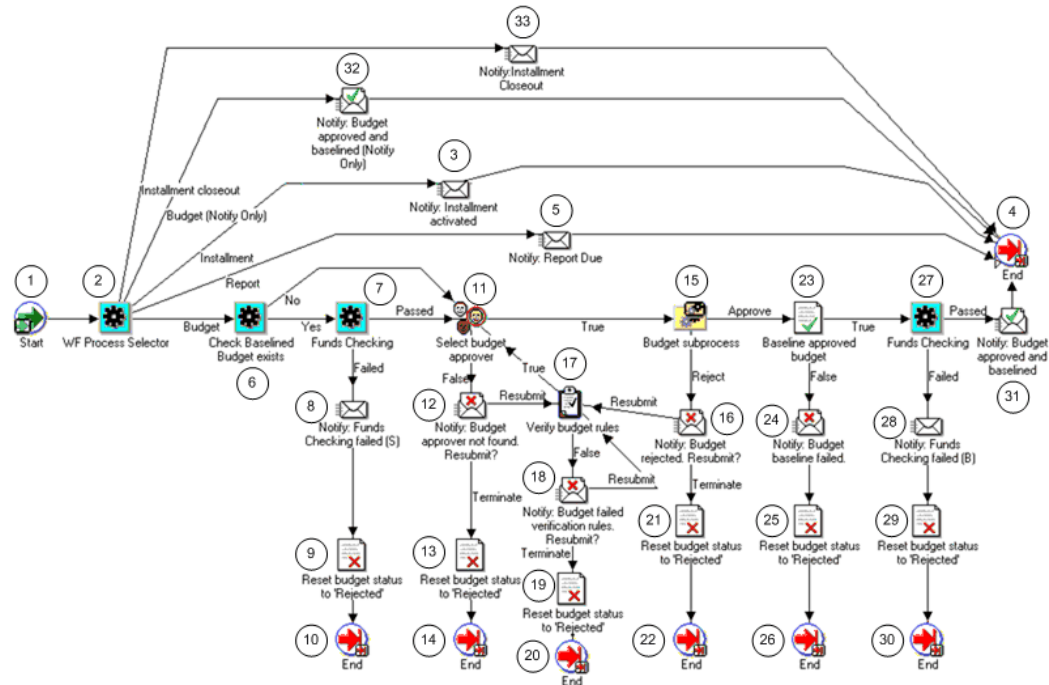 33
Notify:Installment
Closeout
32
Notify: Budget
approved and
baselined (Notify
Only)
3
Notify: Installment
activated
5
Notify: Report Due
4
End
Installment closeout
Budget (Notify Only)
Installment
Report
1
Start
2
WF Process Selector
Budget
No
Check Baselined
Budget exists
6
Yes
7
Funds Checking
Passed
11
Select budget
approver
True
15
Budget subprocess
Approve
23
Baseline approved
budget
True
27
Funds Checking
Passed
Notify: Budget
approved and
baselined
31
Failed
8
Notify: Funds
Checking failed (S)
9
Reset budget status
to 'Rejected'
10
End
False
12
Notify: Budget
approver not found.
Resubmit?
Resubmit
Terminate
13
Reset budget status
to 'Rejected'
14
End
True
17
Verify budget rules
False
18
Notify: Budget failed
verification rules.
Resubmit?
Resubmit
Terminate
19
Reset budget status
to 'Rejected'
20
End
Reject
Resubmit
16
Notify: Budget
rejected. Resubmit?
Terminate
21
Reset budget status
to 'Rejected'
22
End
False
24
Notify: Budget
baseline failed.
25
Reset budget status
to 'Rejected'
26
End
Failed
28
Notify: Funds
Checking failed (B)
29
Reset budget status
to 'Rejected'
30
End